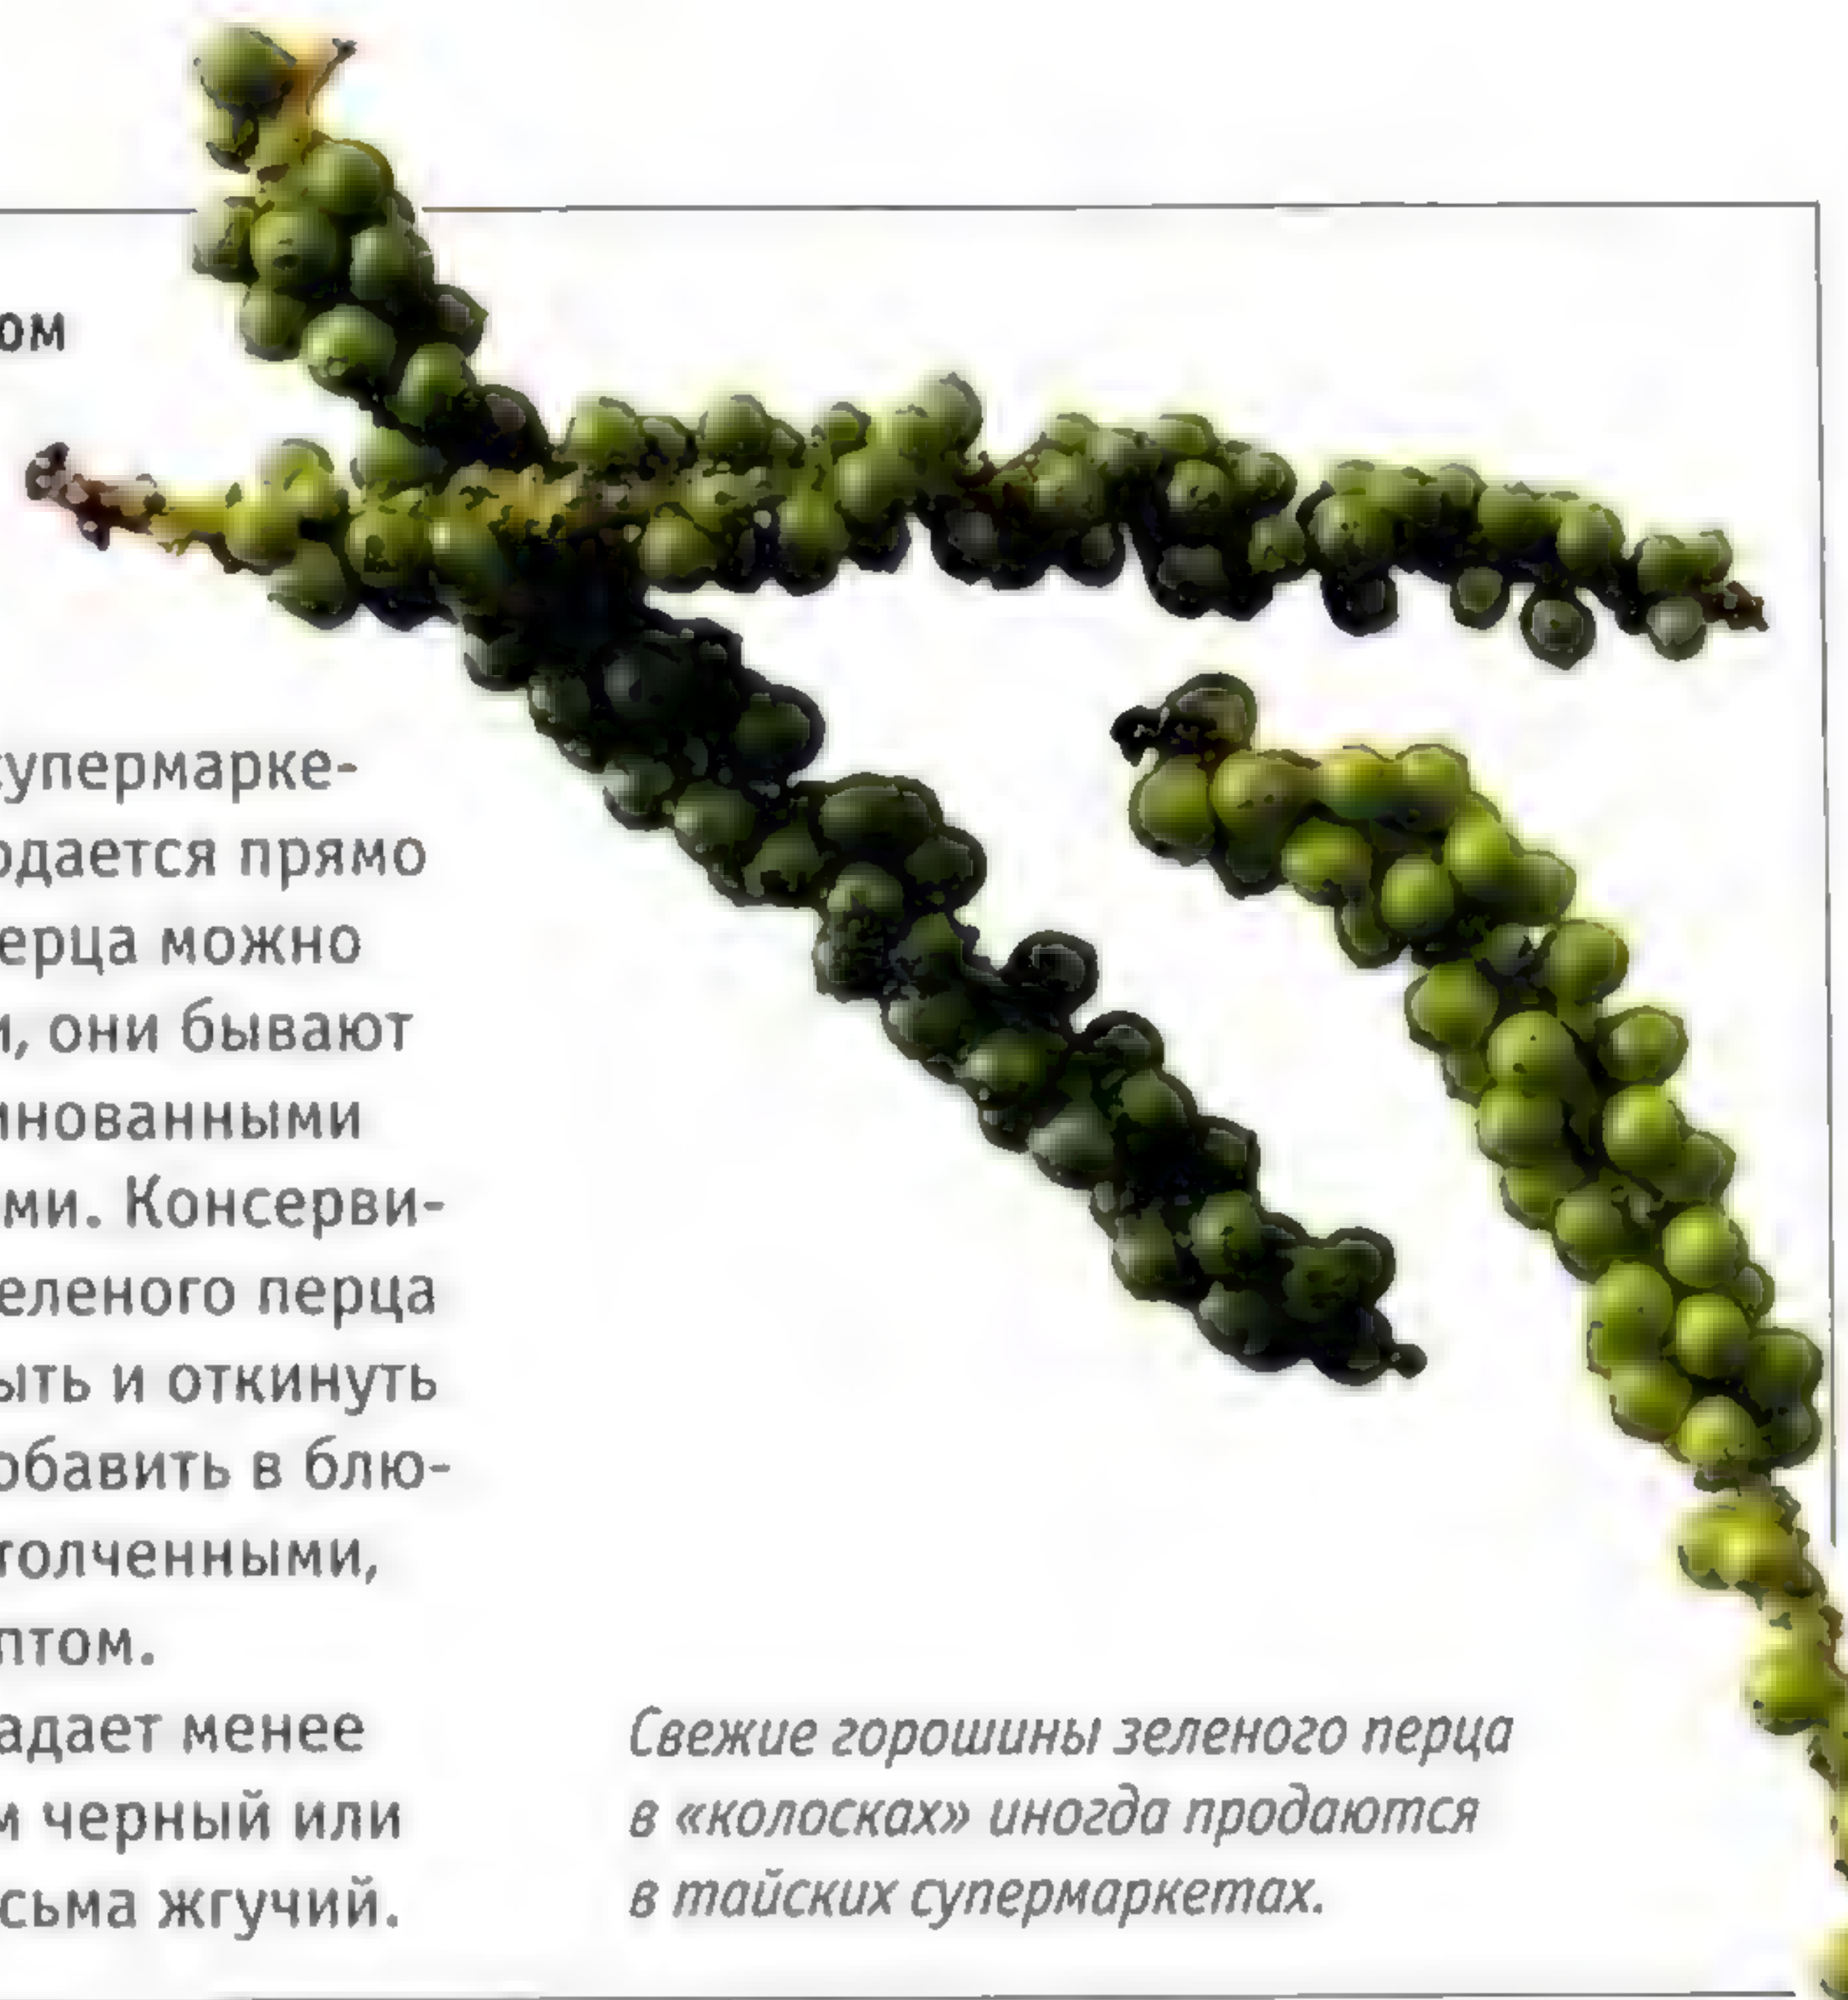 ом
супермарке-
одается прямо
ерца можно
и, они бывают
инованными
ми. Консерви-
еленого перца
ыть и откинуть
обавить в блю-
толченными,
птом.
адает менее
м черный или
сьма жгучий.
Свежие горошины зеленого перца
в «колосках» иногда продаются
в тайских супермаркетах.